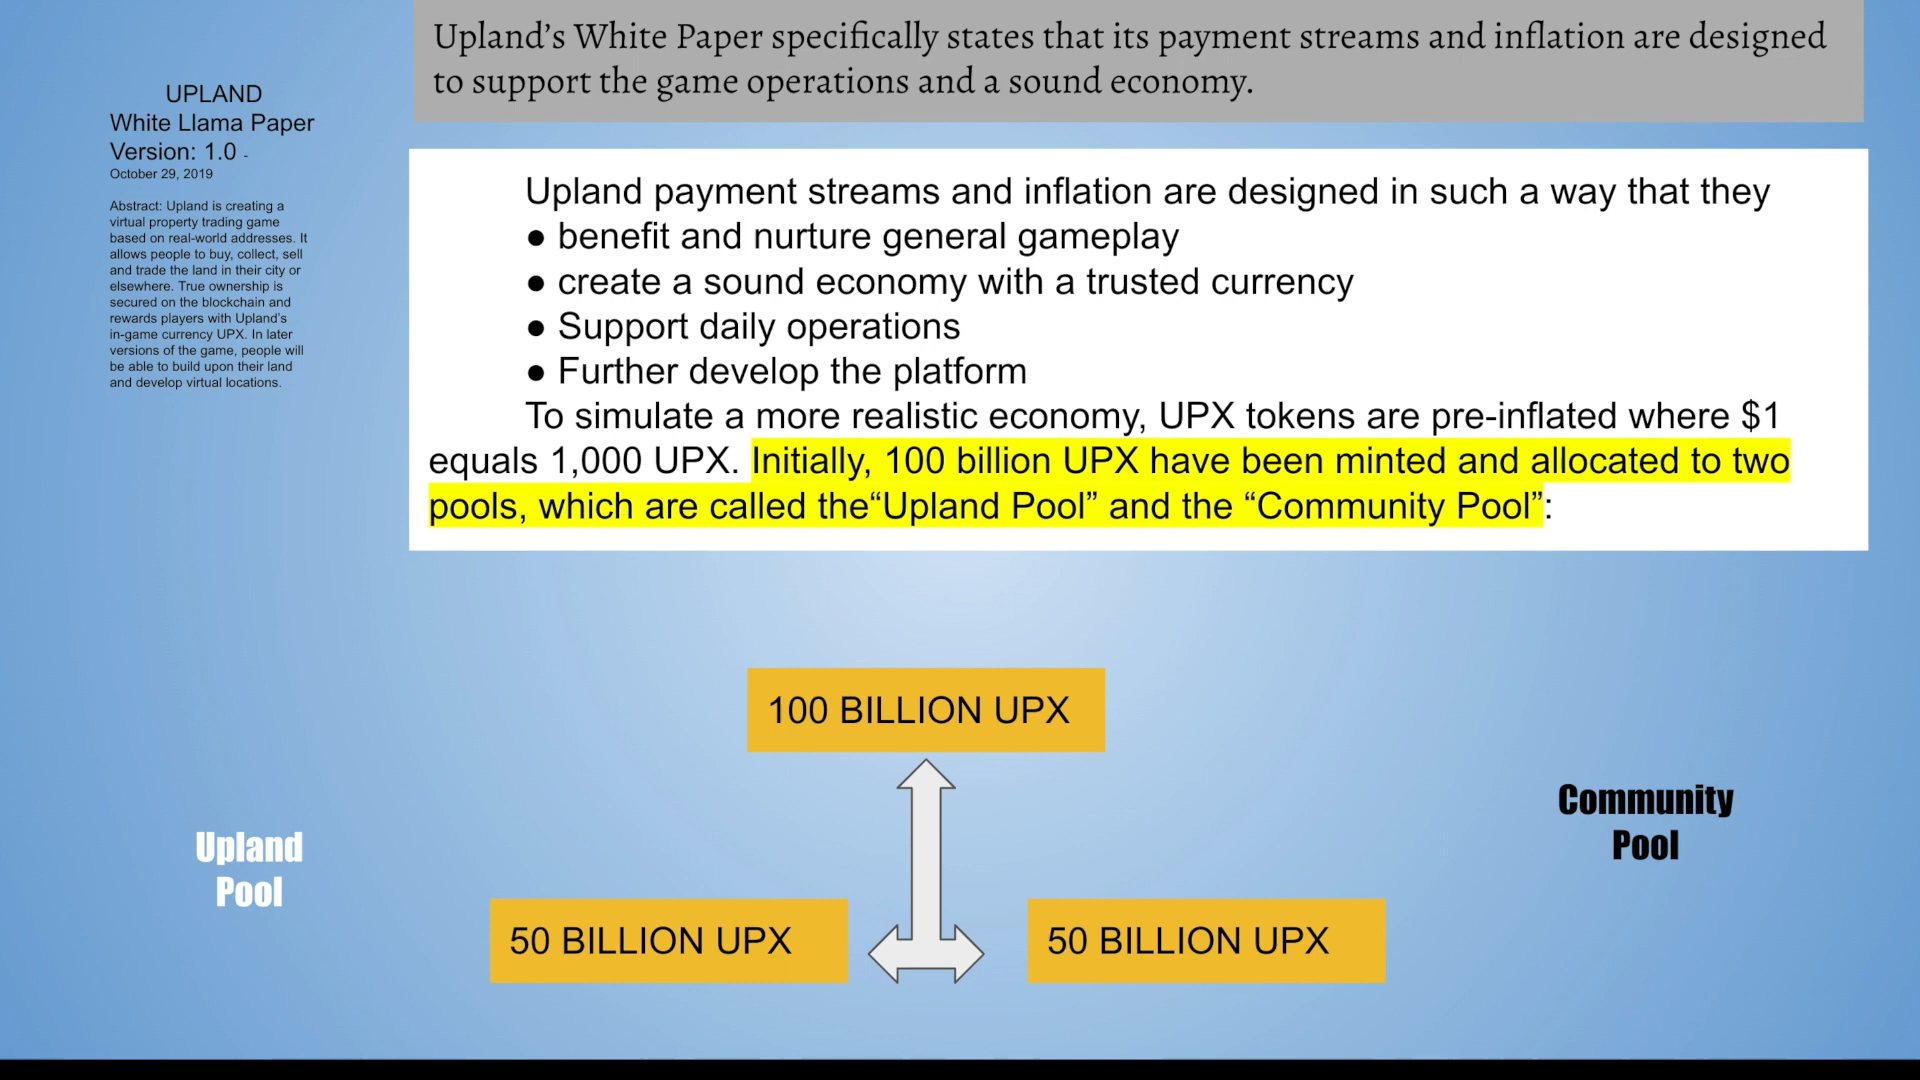 Upland’s White Paper specifically states that its payment streams and inflation are designed
to support the game operations and a sound economy.
UPLAND
White Llama Paper
Version: 1.0 -
October 29, 2019
Abstract: Upland is creating a
virtual property trading game
based on real-world addresses. It
allows people to buy, collect, sell
and trade the land in their city or
elsewhere. True ownership is
secured on the blockchain and
rewards players with Upland’s
in-game currency UPX. In later
versions of the game, people will
be able to build upon their land
and develop virtual locations.
Upland payment streams and inflation are designed in such a way that they
● benefit and nurture general gameplay
● create a sound economy with a trusted currency
● Support daily operations
● Further develop the platform
To simulate a more realistic economy, UPX tokens are pre-inflated where $1
equals 1,000 UPX. Initially, 100 billion UPX have been minted and allocated to two
pools, which are called the“Upland Pool” and the “Community Pool”:
100 BILLION UPX
Upland
Pool
Community
Pool
50 BILLION UPX
50 BILLION UPX